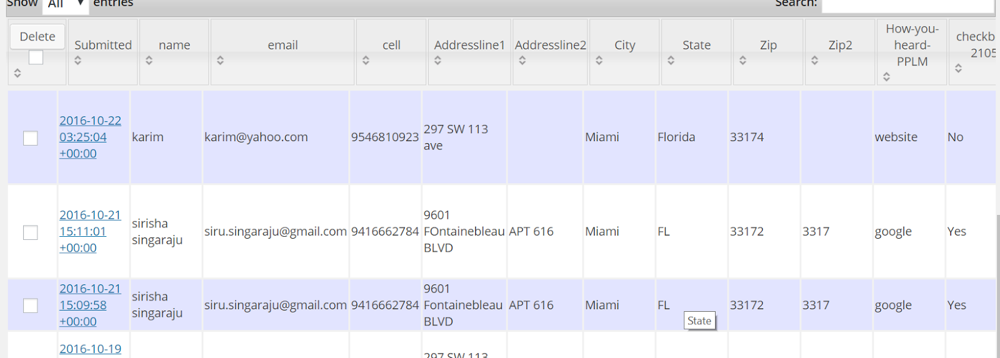 Show All entries Search:
Delete Submitted name email cell Addressline1 Addressline2 City State Zip Zip2 How-you-
heard-
PPLM checkb
2105
2016-10-22
03:25:04
+00:00 karim karim@yahoo.com 9546810923 297 SW 113
ave Miami Florida 33174 website No
2016-10-21
15:11:01
+00:00 sirisha
singaraju siru.singaraju@gmail.com 9416662784 9601
FOntainebleau
BLVD APT 616 Miami FL 33172 3317 google Yes
2016-10-21
15:09:58
+00:00 sirisha
singaraju siru.singaraju@gmail.com 9416662784 9601
Fontainebleau
BLVD APT 616 Miami FL 33172 3317 google Yes
State
2016-10-19
297 SW 113